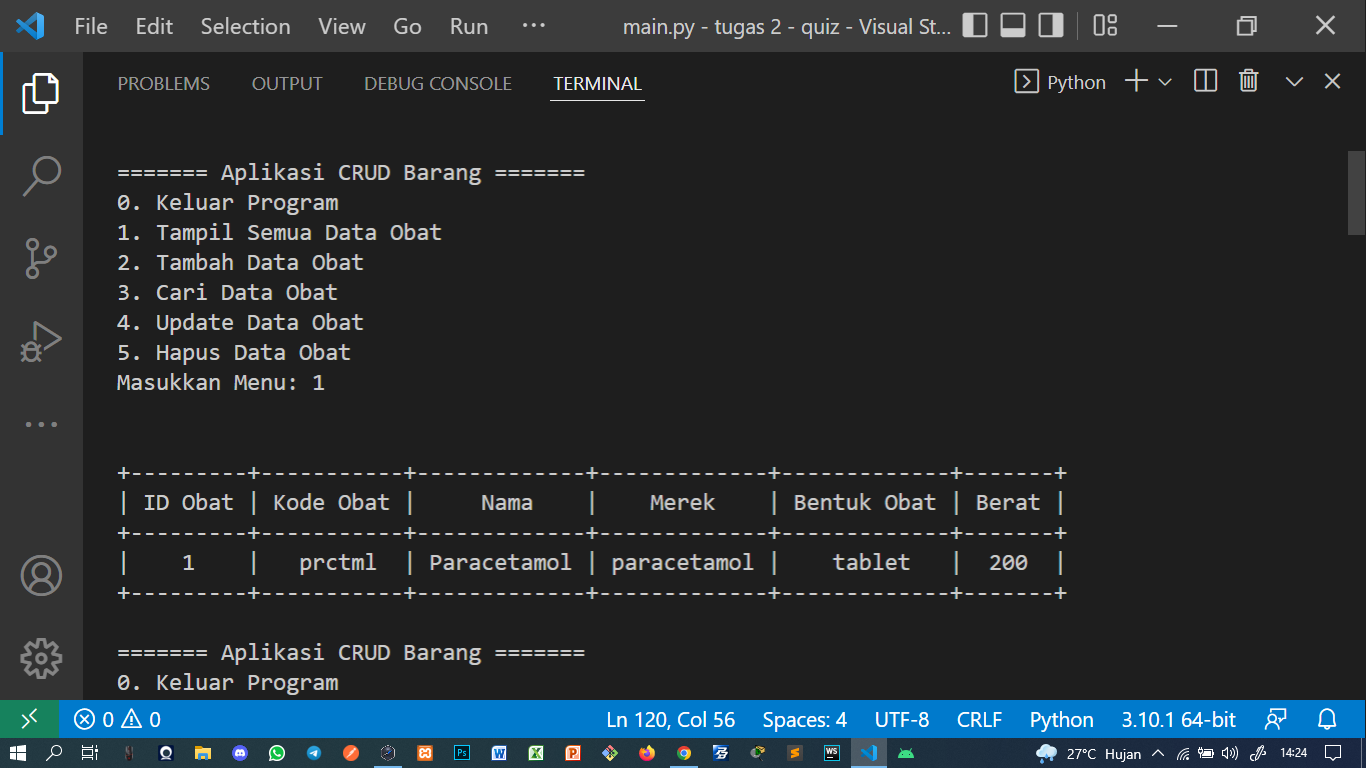 File Edit Selection View Go Run ··· main.py - tugas 2 - quiz - Visual St...
PROBLEMS OUTPUT DEBUG CONSOLE TERMINAL Python
======= Aplikasi CRUD Barang =======
0. Keluar Program
1. Tampil Semua Data Obat
2. Tambah Data Obat
3. Cari Data Obat
4. Update Data Obat
5. Hapus Data Obat
Masukkan Menu: 1
+---------+-----------+-------------+-------------+-------------+-------+
| ID Obat | Kode Obat |     Nama    |    Merek    | Bentuk Obat | Berat |
+---------+-----------+-------------+-------------+-------------+-------+
|    1    |   prctml  | Paracetamol | paracetamol |    tablet   |  200  |
+---------+-----------+-------------+-------------+-------------+-------+
======= Aplikasi CRUD Barang =======
0. Keluar Program
0 0 Ln 120, Col 56 Spaces: 4 UTF-8 CRLF Python 3.10.1 64-bit
27°C Hujan 14:24